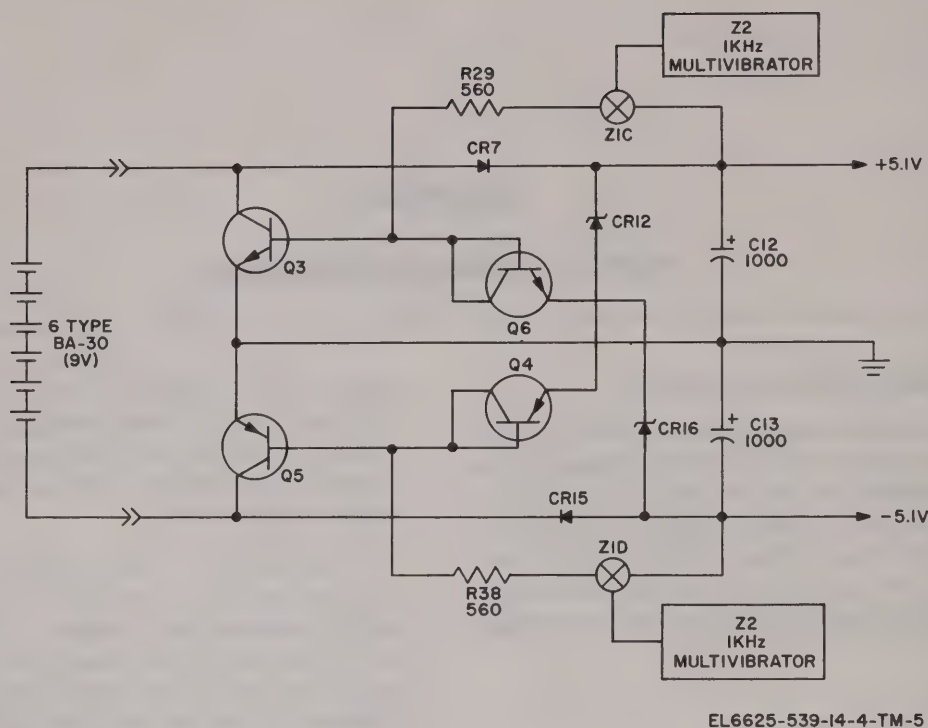 Z2
1KHz
MULTIVIBRATOR
R29
560
Z1C
CR7
+5.1V
CR12
Q3
C12
1000
Q6
6 TYPE
BA-30
(9V)
Q4
C13
1000
CR16
Q5
CR15
-5.1V
Z1D
R38
560
Z2
1KHz
MULTIVIBRATOR
EL6625-539-14-4-TM-5